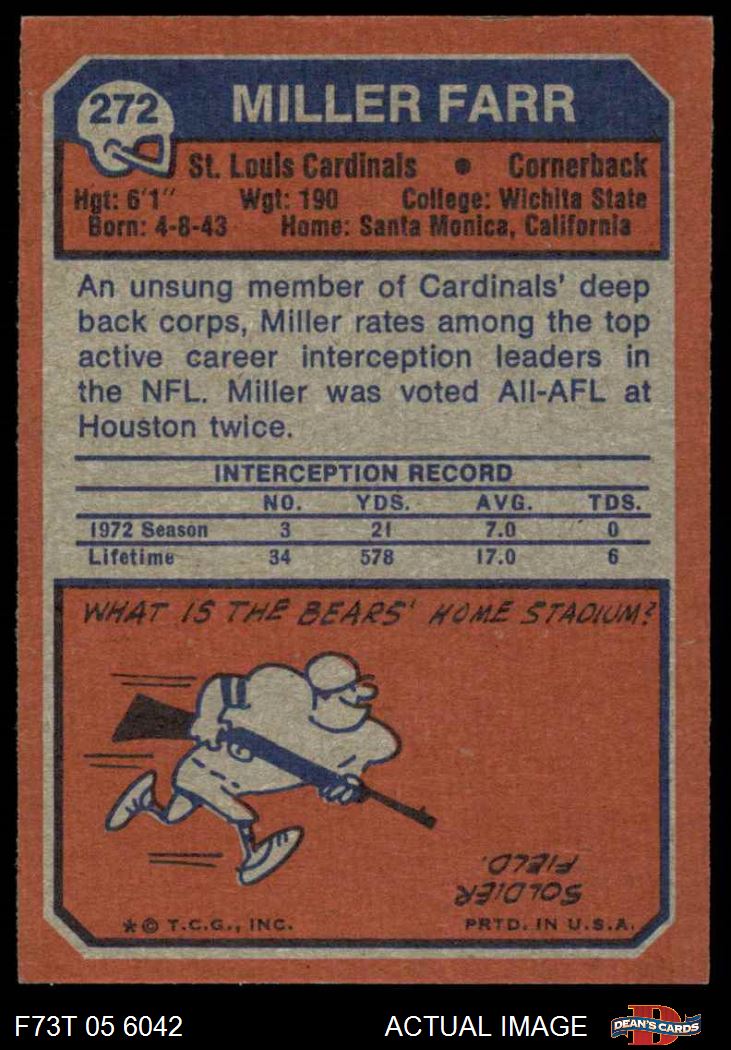 272
MILLER FARR
St. Louis Cardinals • Cornerback
Hgt: 6'1" Wgt: 190 College: Wichita State
Born: 4-8-43 Home: Santa Monica, California
An unsung member of Cardinals' deep
back corps, Miller rates among the top
active career interception leaders in
the NFL. Miller was voted All-AFL at
Houston twice.
INTERCEPTION RECORD
NO. YDS. AVG. TDS.
1972 Season 3 21 7.0 0
Lifetime 34 578 17.0 6
WHAT IS THE BEARS' HOME STADIUM?
SOLDIER
FIELD.
* © T.C.G., INC. PRTD. IN U.S.A.
F73T 05 6042 ACTUAL IMAGE
D
DEAN'S CARDS